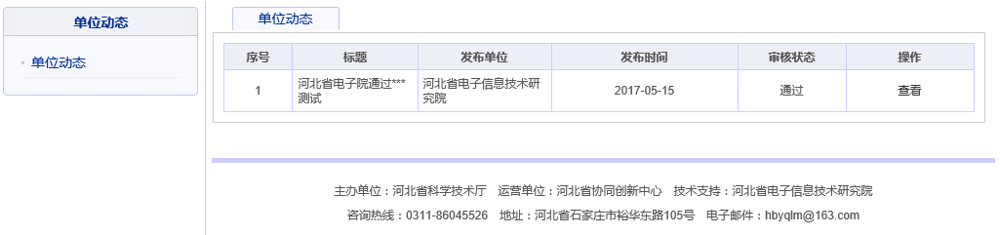 单位动态
单位动态
单位动态
序号 标题 发布单位 发布时间 审核状态 操作
1 河北省电子院通过***测试 河北省电子信息技术研究院 2017-05-15 通过 查看
主办单位：河北省科学技术厅 运营单位：河北省协同创新中心 技术支持：河北省电子信息技术研究院
咨询热线：0311-86045526 地址：河北省石家庄市裕华东路105号 电子邮件：hbyqlm@163.com